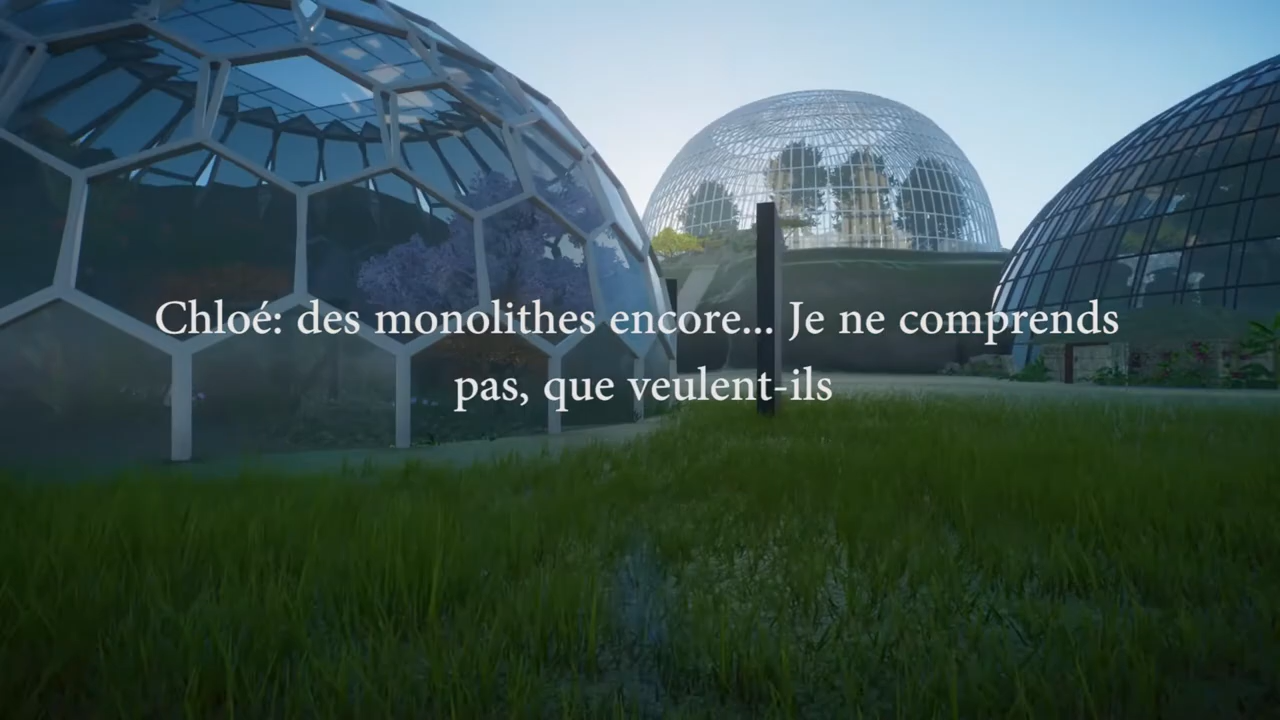 Chloé: des monolithes encore... Je ne comprends
pas, que veulent-ils